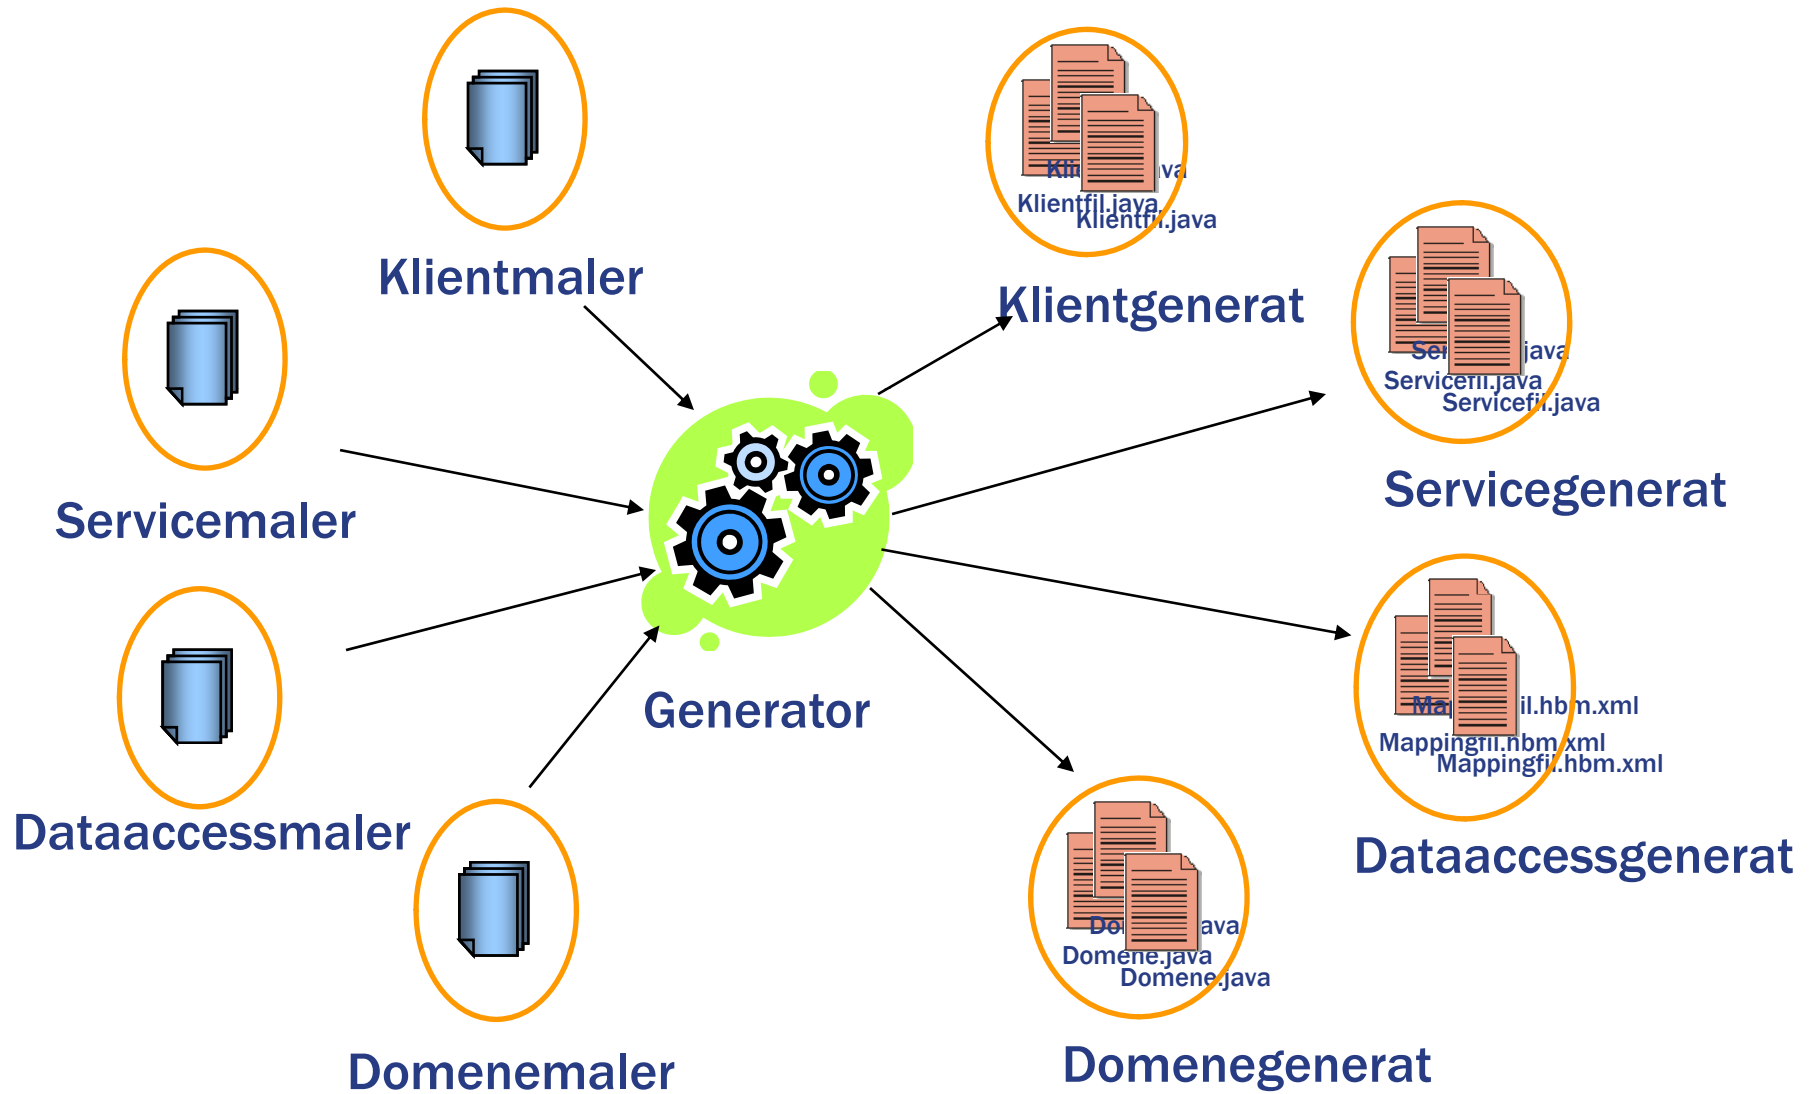 Klientfil.java
Klientfil.java
Klientmaler
Klientgenerat
Servicefil.java
Servicefil.java
Servicegenerat
Servicemaler
Generator
Mappingfil.hbm.xml
Mappingfil.hbm.xml
Dataaccessmaler
Dataaccessgenerat
Domene.java
Domene.java
Domenemaler
Domenegenerat